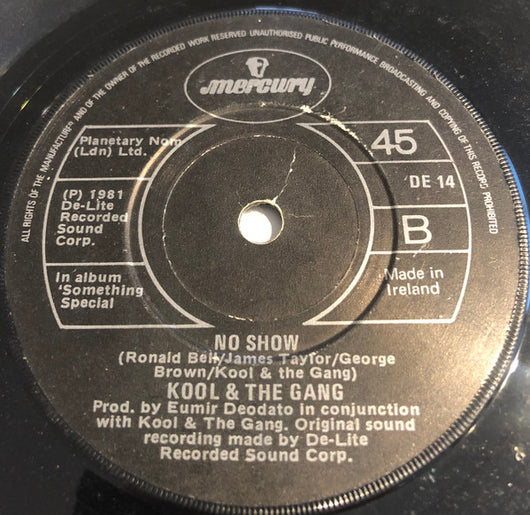 ALL RIGHTS OF THE MANUFACTURER AND OF THE OWNER OF THE RECORDED WORK RESERVED UNAUTHORISED PUBLIC PERFORMANCE BROADCASTING AND COPYING OF THIS RECORD PROHIBITED
mercury
Planetary Nom
(Ldn) Ltd.
(P) 1981
De-Lite
Recorded
Sound
Corp.
In album
'Something
Special
45
DE 14
B
Made in
Ireland
NO SHOW
(Ronald Bell/James Taylor/George
Brown/Kool & the Gang)
KOOL & THE GANG
Prod. by Eumir Deodato in conjunction
with Kool & The Gang. Original sound
recording made by De-Lite
Recorded Sound Corp.